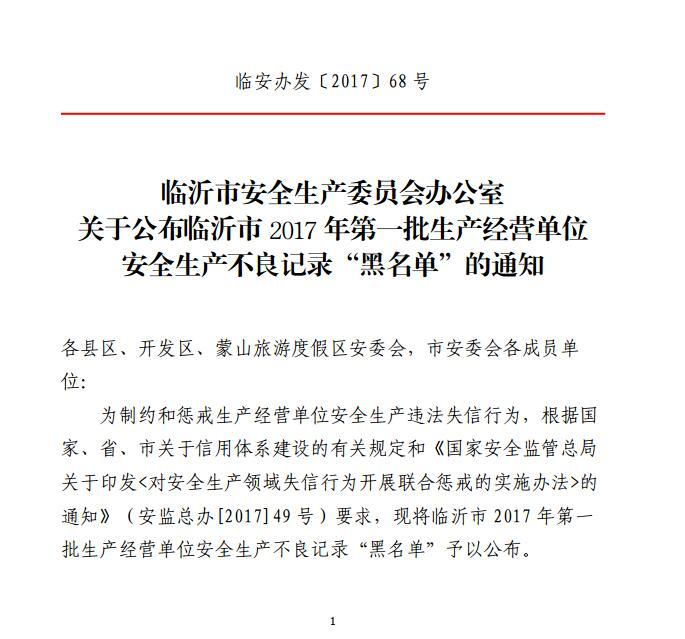 临安办发〔2017〕68 号
临沂市安全生产委员会办公室
关于公布临沂市 2017 年第一批生产经营单位
安全生产不良记录“黑名单”的通知
各县区、开发区、蒙山旅游度假区安委会，市安委会各成员单
位：
为制约和惩戒生产经营单位安全生产违法失信行为，根据国
家、省、市关于信用体系建设的有关规定和《国家安全监管总局
关于印发<对安全生产领域失信行为开展联合惩戒的实施办法>的
通知》（安监总办[2017]49 号）要求，现将临沂市 2017 年第一
批生产经营单位安全生产不良记录“黑名单”予以公布。
1